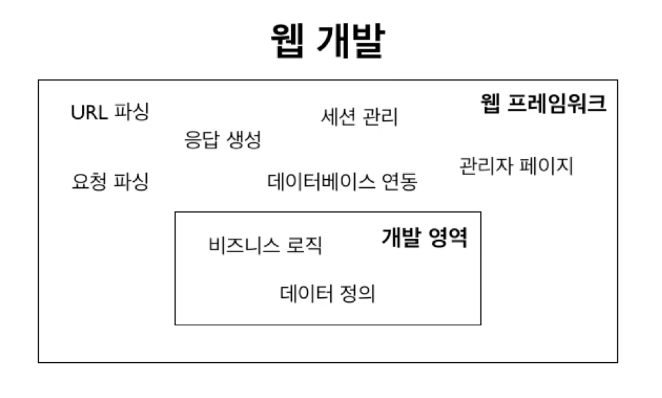 웹 개발
웹 프레임워크
URL 파싱
세션 관리
응답 생성
관리자 페이지
요청 파싱
데이터베이스 연동
개발 영역
비즈니스 로직
데이터 정의